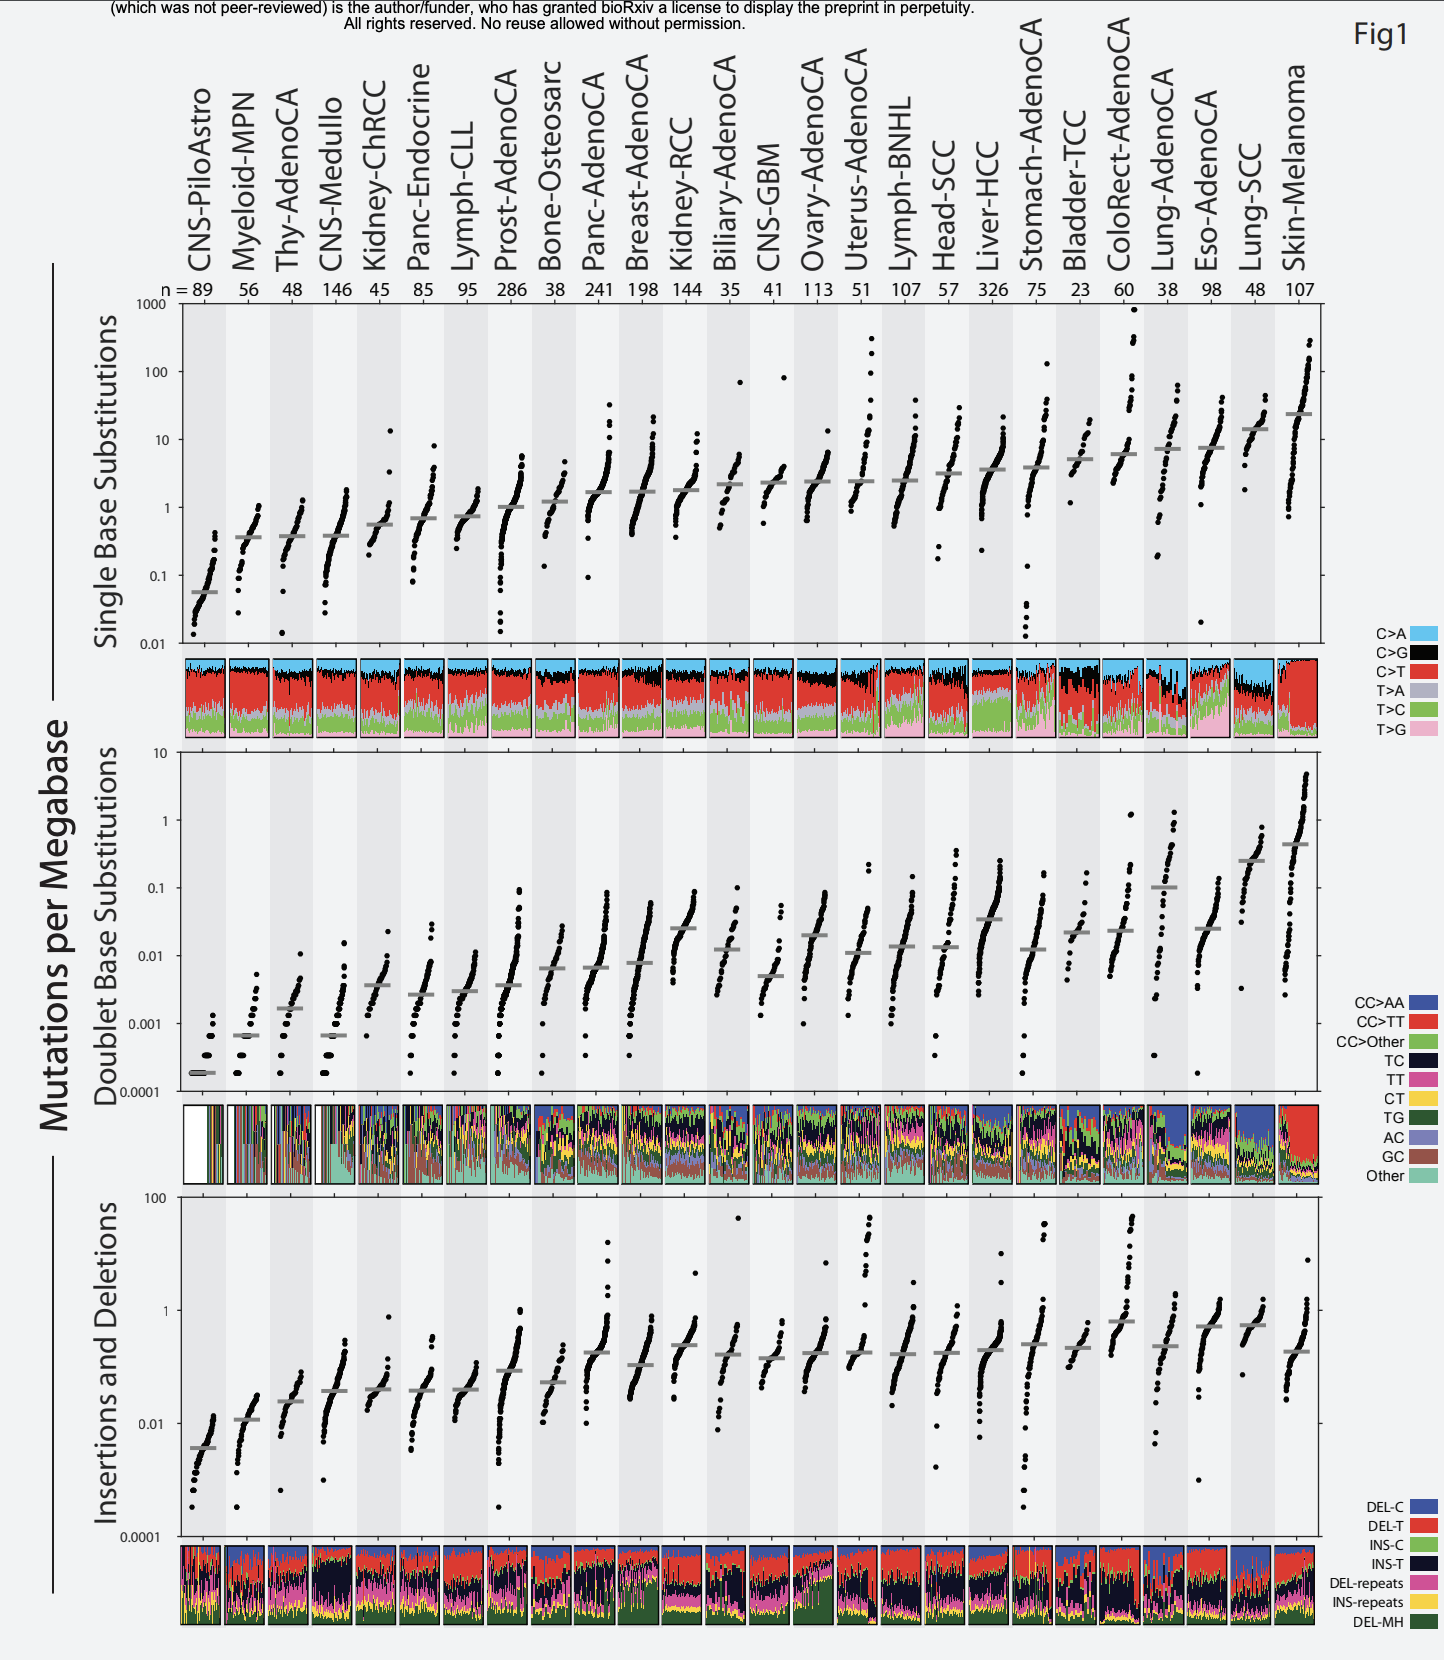 (which was not peer-reviewed) is the author/funder, who has granted bioRxiv a license to display the preprint in perpetuity.
All rights reserved. No reuse allowed without permission.
Fig1
CNS-PiloAstro
Myeloid-MPN
Thy-AdenoCA
CNS-Medullo
Kidney-ChRCC
Panc-Endocrine
Lymph-CLL
Prost-AdenoCA
Bone-Osteosarc
Panc-AdenoCA
Breast-AdenoCA
Kidney-RCC
Biliary-AdenoCA
CNS-GBM
Ovary-AdenoCA
Uterus-AdenoCA
Lymph-BNHL
Head-SCC
Liver-HCC
Stomach-AdenoCA
Bladder-TCC
ColoRect-AdenoCA
Lung-AdenoCA
Eso-AdenoCA
Lung-SCC
Skin-Melanoma
n = 89 56 48 146 45 85 95 286 38 241 198 144 35 41 113 51 107 57 326 75 23 60 38 98 48 107
Mutations per Megabase
Single Base Substitutions
1000
100
10
1
0.1
0.01
C>A
C>G
C>T
T>A
T>C
T>G
Doublet Base Substitutions
10
1
0.1
0.01
0.001
0.0001
CC>AA
CC>TT
CC>Other
TC
TT
CT
TG
AC
GC
Other
Insertions and Deletions
100
1
0.01
0.0001
DEL-C
DEL-T
INS-C
INS-T
DEL-repeats
INS-repeats
DEL-MH